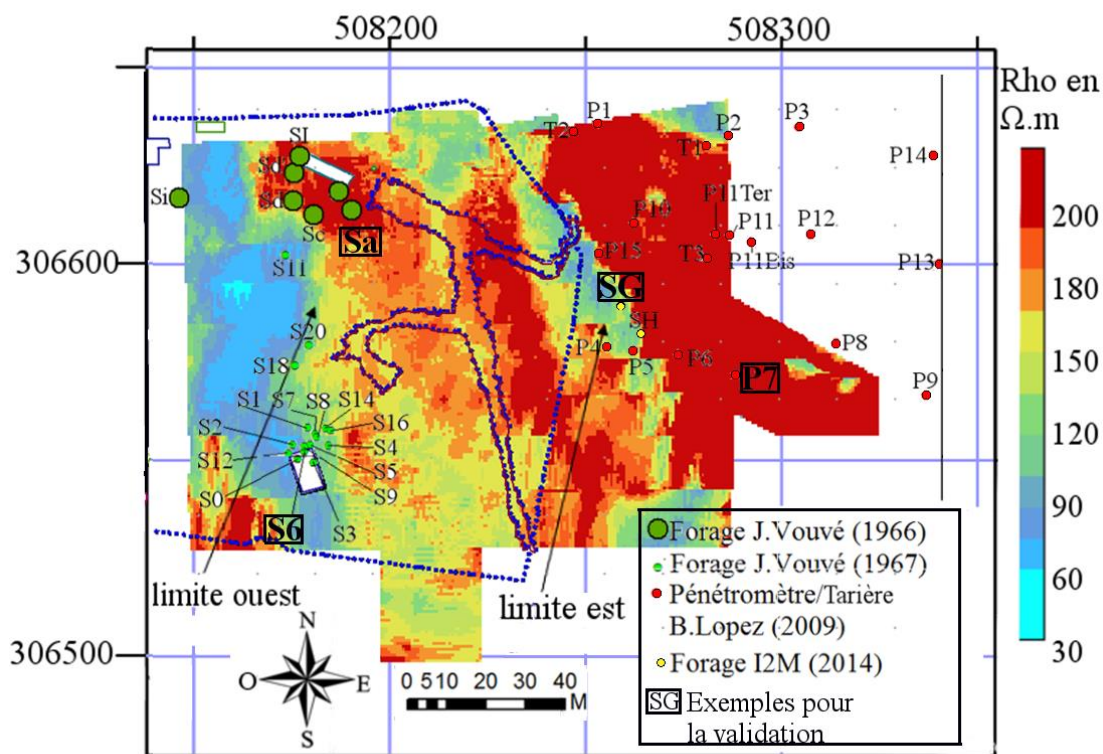 508200
508300
Rho en
Ω.m
200
180
150
120
90
60
30
306600
306500
P1
P2
P3
T2
T1
P14
SI
Sd
Si
Sd
Sc
Sa
P11Ter
P10
P11
P12
P15
T3
P11Bis
P13
S11
SG
SH
S20
P4
P5
P6
P8
S18
P7
P9
S7
S8
S14
S1
S16
S2
S4
S12
S5
S0
S9
S6
S3
limite ouest
limite est
N
O
E
S
0 5 10 20 30 40
M
Forage J.Vouvé (1966)
Forage J.Vouvé (1967)
Pénétromètre/Tarière
B.Lopez (2009)
Forage I2M (2014)
SG Exemples pour
la validation